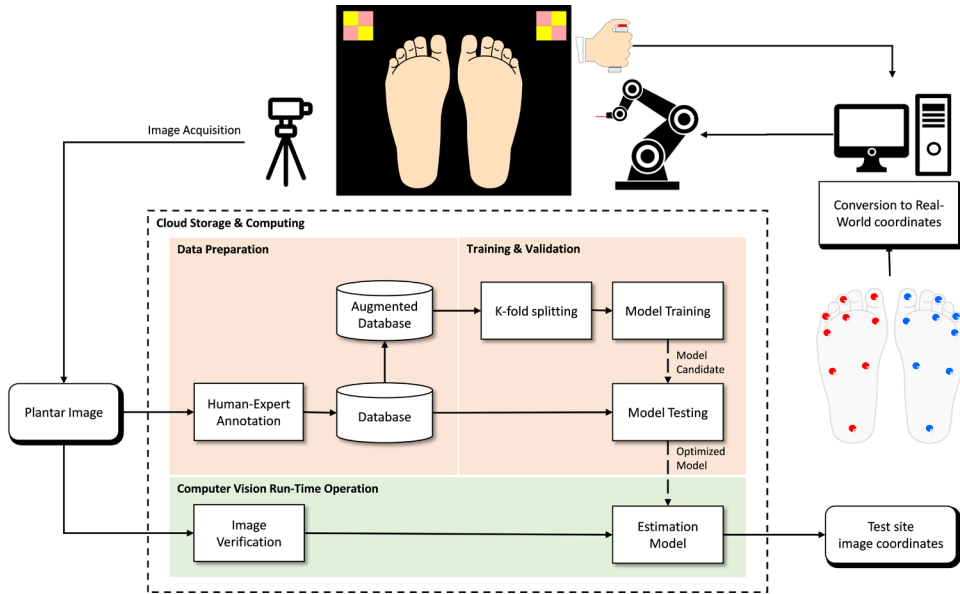 Image Acquisition
Conversion to Real-
World coordinates
Cloud Storage & Computing
Data Preparation
Training & Validation
Augmented
Database
K-fold splitting
Model Training
Model
Candidate
Plantar Image
Human-Expert
Annotation
Database
Model Testing
Optimized
Model
Computer Vision Run-Time Operation
Image
Verification
Estimation
Model
Test site
image coordinates